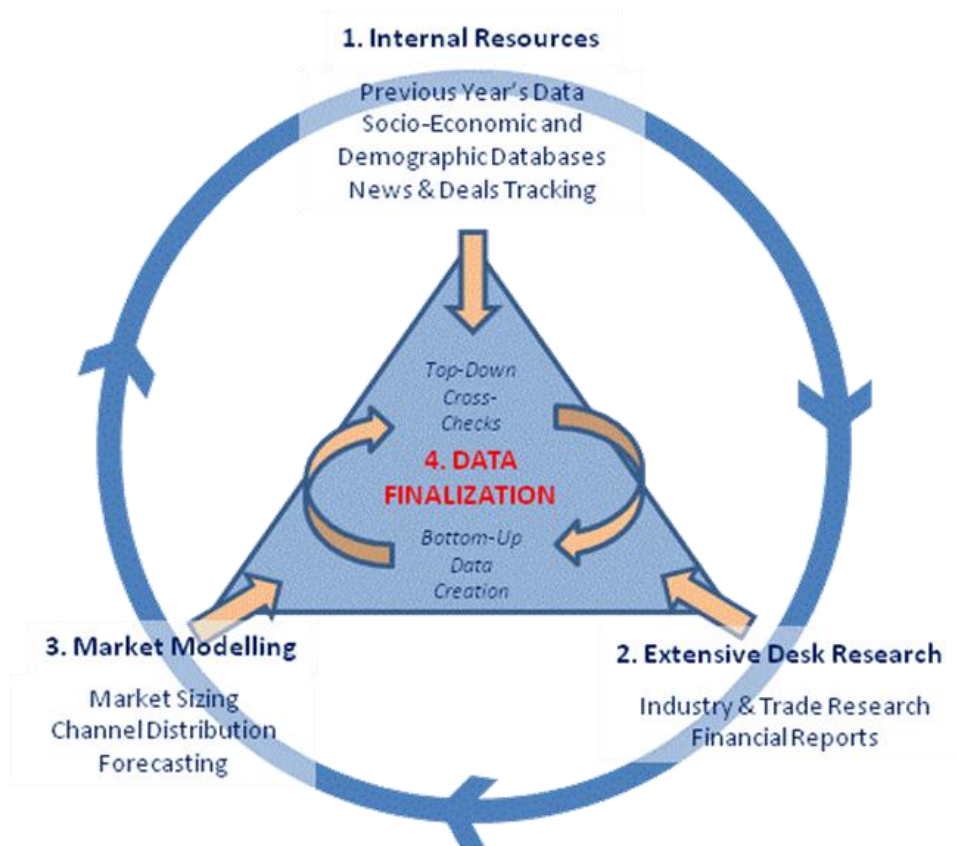 1. Internal Resources
Previous Year's Data
Socio-Economic and
Demographic Databases
News & Deals Tracking
Top-Down
Cross-
Checks
4. DATA
FINALIZATION
Bottom-Up
Data
Creation
3. Market Modelling
Market Sizing
Channel Distribution
Forecasting
2. Extensive Desk Research
Industry & Trade Research
Financial Reports